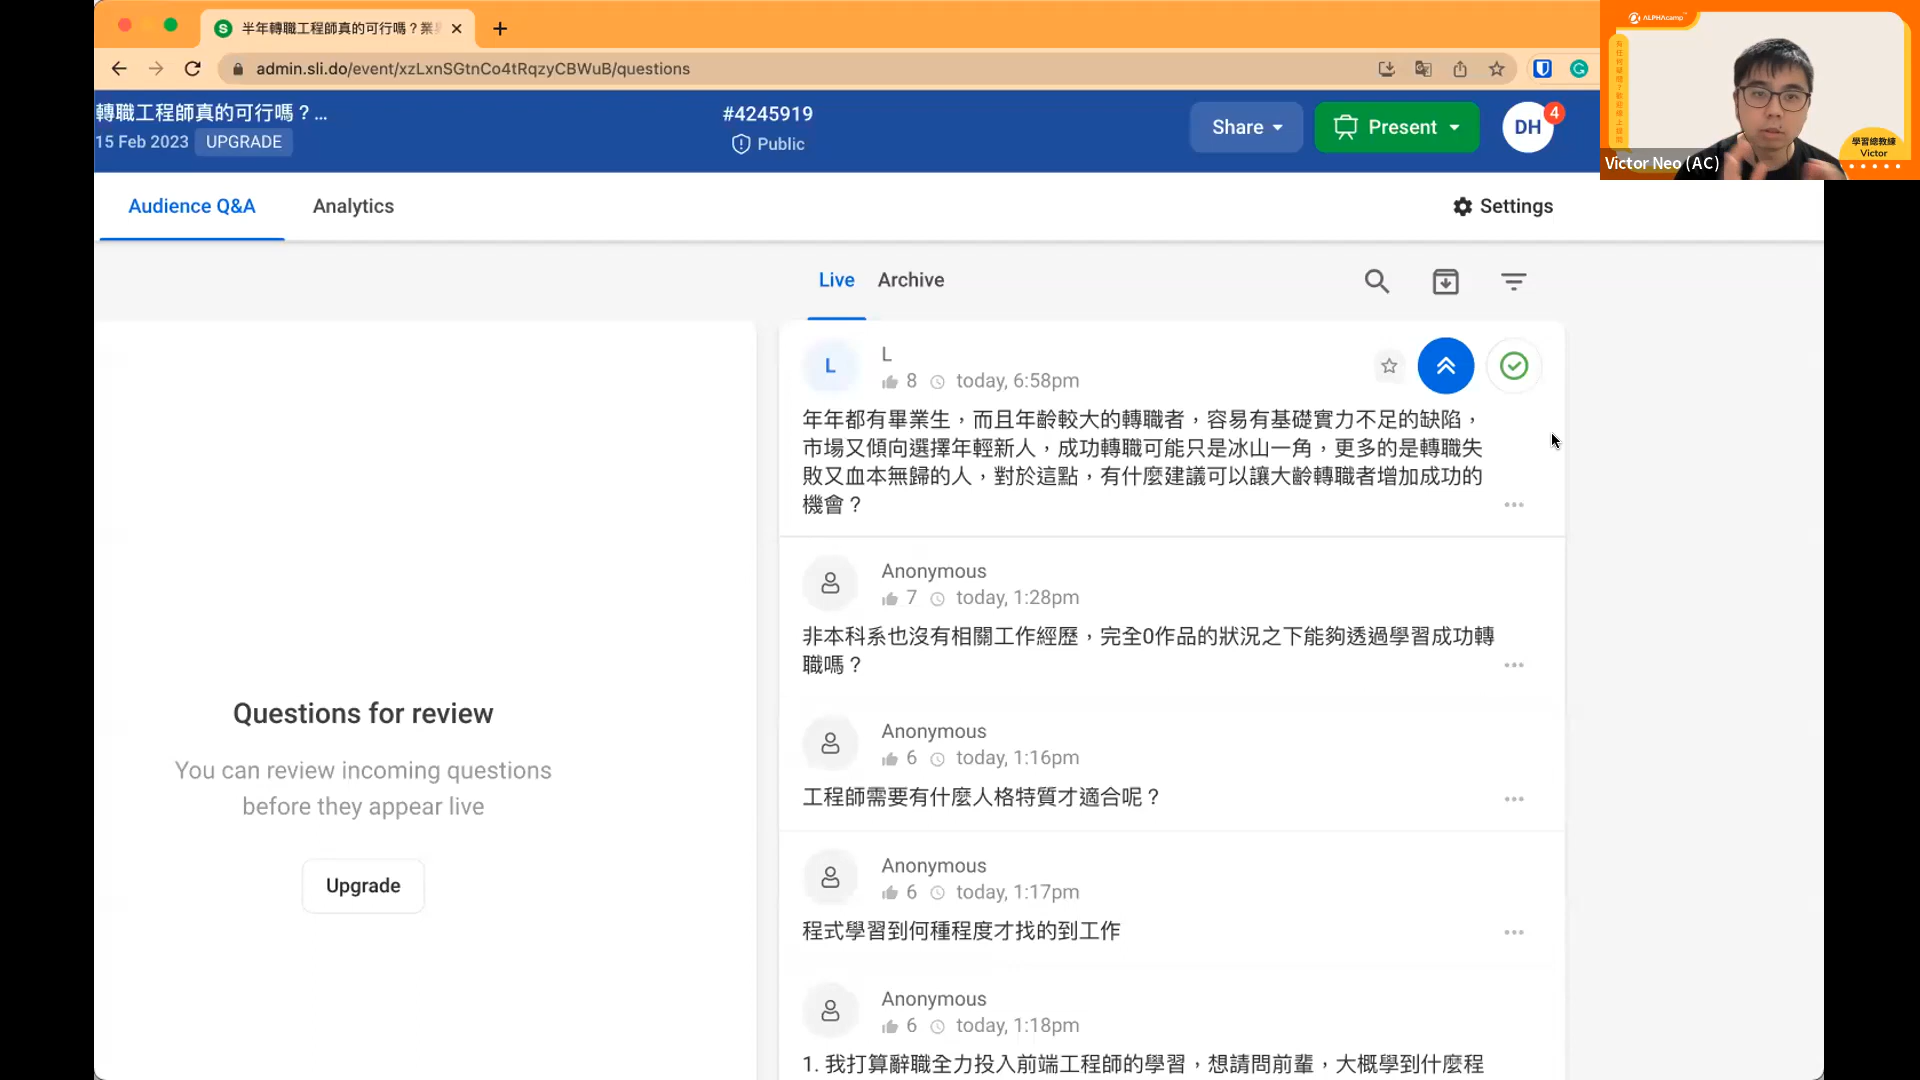 半年轉職工程師真的可行嗎？業
admin.sli.do/event/xzLxnSGtnCo4tRqzyCBWuB/questions
轉職工程師真的可行嗎？...
15 Feb 2023 UPGRADE
#4245919
Public
Share
Present
DH
4
ALPHAcamp
學習總教練
Victor
Victor Neo (AC)
Audience Q&A
Analytics
Settings
Live
Archive
Questions for review
You can review incoming questions
before they appear live
Upgrade
L
L
8 today, 6:58pm
年年都有畢業生，而且年齡較大的轉職者，容易有基礎實力不足的缺陷，
市場又傾向選擇年輕新人，成功轉職可能只是冰山一角，更多的是轉職失
敗又血本無歸的人，對於這點，有什麼建議可以讓大齡轉職者增加成功的
機會？
Anonymous
7 today, 1:28pm
非本科系也沒有相關工作經歷，完全0作品的狀況之下能夠透過學習成功轉
職嗎？
Anonymous
6 today, 1:16pm
工程師需要有什麼人格特質才適合呢？
Anonymous
6 today, 1:17pm
程式學習到何種程度才找的到工作
Anonymous
6 today, 1:18pm
1. 我打算辭職全力投入前端工程師的學習，想請問前輩，大概學到什麼程